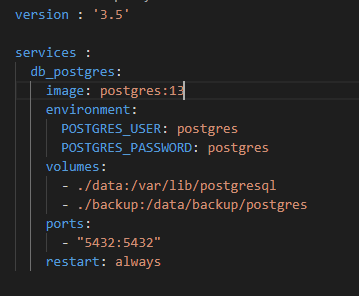 version : '3.5'
services :
db_postgres:
image: postgres:13
environment:
POSTGRES_USER: postgres
POSTGRES_PASSWORD: postgres
volumes:
- ./data:/var/lib/postgresql
- ./backup:/data/backup/postgres
ports:
- "5432:5432"
restart: always